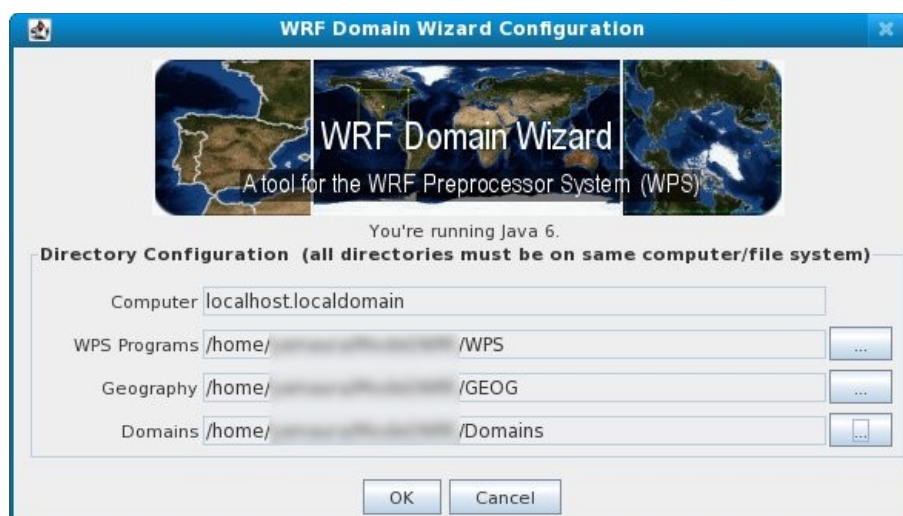 WRF Domain Wizard Configuration
WRF Domain Wizard
A tool for the WRF Preprocessor System (WPS)
You're running Java 6.
Directory Configuration (all directories must be on same computer/file system)
Computer localhost.localdomain
WPS Programs /home/ /WPS ...
Geography /home/ /GEOG ...
Domains /home/ /Domains ...
OK Cancel